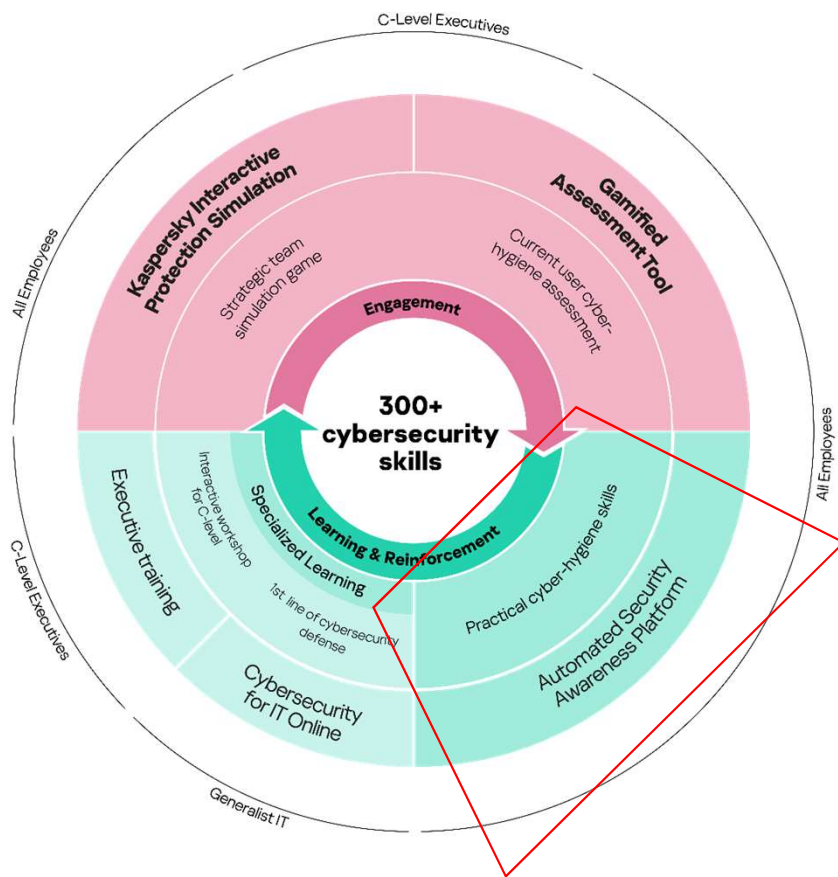 C-Level Executives
Kaspersky Interactive
Protection Simulation
Gamified
Assessment Tool
All Employees
Strategic team
simulation game
Current user cyber-
hygiene assessment
Engagement
300+
cybersecurity
skills
All Employees
Learning & Reinforcement
Specialized Learning
Interactive workshop
for C-level
Executive training
1st. line of cybersecurity
defense
Practical cyber-hygiene skills
Automated Security
Awareness Platform
C-Level Executives
Cybersecurity
for IT Online
Generalist IT